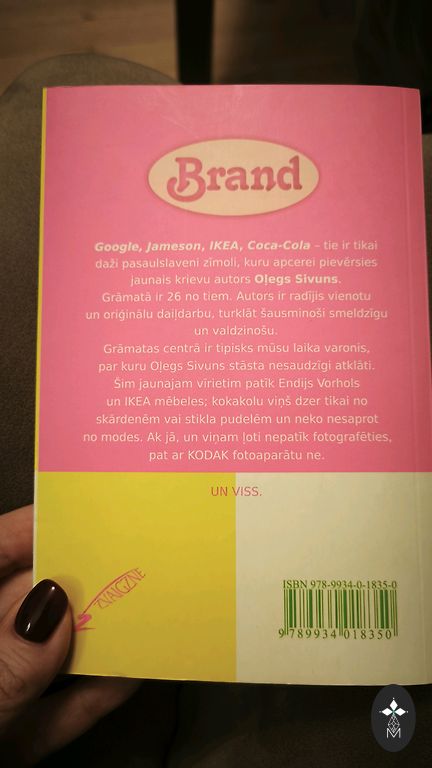 Brand
Google, Jameson, IKEA, Coca-Cola – tie ir tikai
daži pasaulslaveni zīmoli, kuru apcerei pievērsies
jaunais krievu autors Oļegs Sivuns.
Grāmatā ir 26 no tiem. Autors ir radījis vienotu
un oriģinālu daiļdarbu, turklāt šausminoši smeldzīgu
un valdzinošu.
Grāmatas centrā ir tipisks mūsu laika varonis,
par kuru Oļegs Sivuns stāsta nesaudzīgi atklāti.
Šim jaunajam vīrietim patīk Endijs Vorhols
un IKEA mēbeles; kokakolu viņš dzer tikai no
skārdenēm vai stikla pudelēm un neko nesaprot
no modes. Ak jā, un viņam ļoti nepatīk fotografēties,
pat ar KODAK fotoaparātu ne.
UN VISS.
ZVAIGZNE
ISBN 978-9934-0-1835-0
9 789934 018350
M